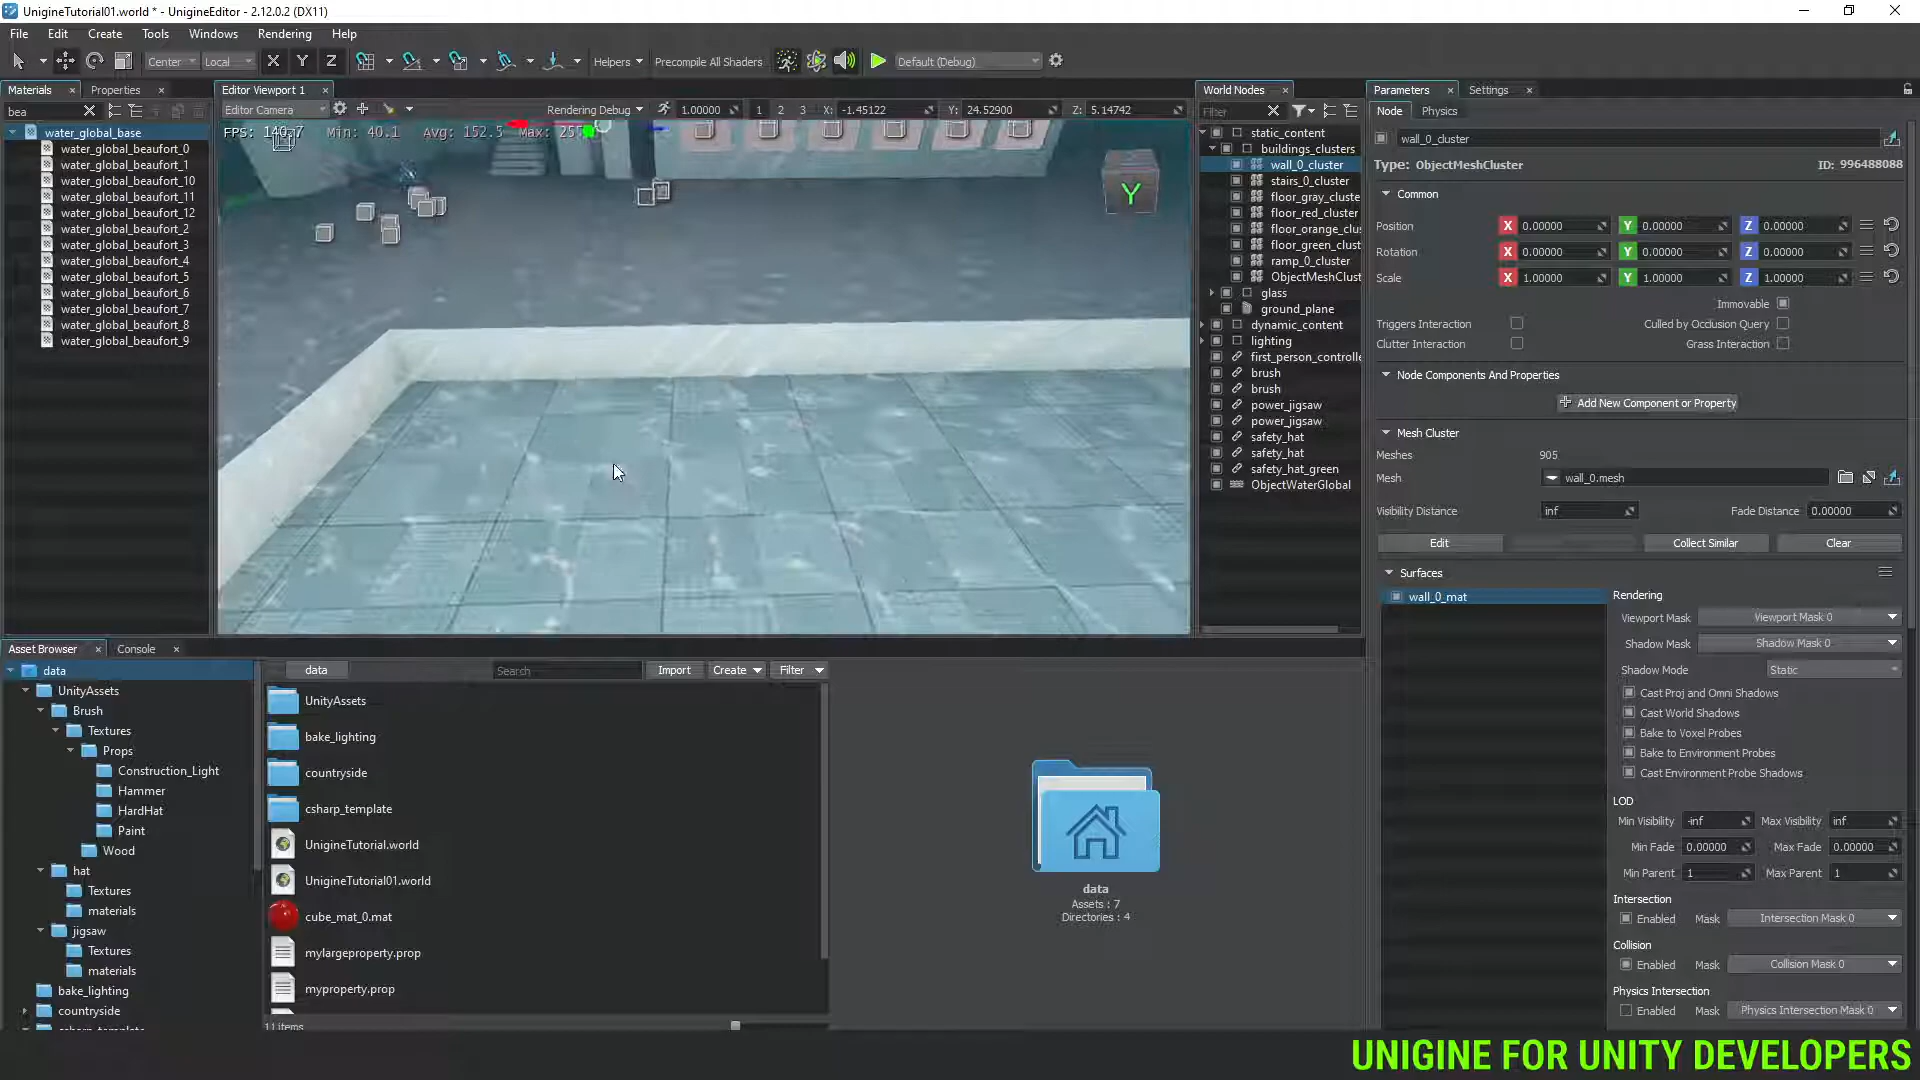 UnigineTutorial01.world * - UnigineEditor - 2.12.0.2 (DX11)
File Edit Create Tools Windows Rendering Help
Center Local X Y Z Helpers Precompile All Shaders Default (Debug)
Materials Properties
bea
water_global_base
water_global_beaufort_0
water_global_beaufort_1
water_global_beaufort_10
water_global_beaufort_11
water_global_beaufort_12
water_global_beaufort_2
water_global_beaufort_3
water_global_beaufort_4
water_global_beaufort_5
water_global_beaufort_6
water_global_beaufort_7
water_global_beaufort_8
water_global_beaufort_9
Editor Viewport 1
Editor Camera Rendering Debug 1.00000 1 2 3 X: -1.45122 Y: 24.52900 Z: 5.14742
FPS: Min: 40.1 Avg: 152.5 Max:
Y
World Nodes
Filter
static_content
buildings_clusters
wall_0_cluster
stairs_0_cluster
floor_gray_cluste
floor_red_cluster
floor_orange_clus
floor_green_clust
ramp_0_cluster
ObjectMeshClust
glass
ground_plane
dynamic_content
lighting
first_person_controlle
brush
brush
power_jigsaw
power_jigsaw
safety_hat
safety_hat
safety_hat_green
ObjectWaterGlobal
Parameters Settings
Node Physics
wall_0_cluster
Type: ObjectMeshCluster ID: 996488088
Common
Position X 0.00000 Y 0.00000 Z 0.00000
Rotation X 0.00000 Y 0.00000 Z 0.00000
Scale X 1.00000 Y 1.00000 Z 1.00000
Immovable
Triggers Interaction Culled by Occlusion Query
Clutter Interaction Grass Interaction
Node Components And Properties
Add New Component or Property
Mesh Cluster
Meshes 905
Mesh wall_0.mesh
Visibility Distance inf Fade Distance 0.00000
Edit Collect Similar Clear
Surfaces
wall_0_mat
Rendering
Viewport Mask Viewport Mask 0
Shadow Mask Shadow Mask 0
Shadow Mode Static
Cast Proj and Omni Shadows
Cast World Shadows
Bake to Voxel Probes
Bake to Environment Probes
Cast Environment Probe Shadows
LOD
Min Visibility -inf Max Visibility inf
Min Fade 0.00000 Max Fade 0.00000
Min Parent 1 Max Parent 1
Intersection
Enabled Mask Intersection Mask 0
Collision
Enabled Mask Collision Mask 0
Physics Intersection
Enabled Mask Physics Intersection Mask 0
Asset Browser Console
data
UnityAssets
Brush
Textures
Props
Construction_Light
Hammer
HardHat
Paint
Wood
hat
Textures
materials
jigsaw
Textures
materials
bake_lighting
countryside
data Search Import Create Filter
UnityAssets
bake_lighting
countryside
csharp_template
UnigineTutorial.world
UnigineTutorial01.world
cube_mat_0.mat
mylargeproperty.prop
myproperty.prop
11 items
data
Assets : 7
Directories : 4
UNIGINE FOR UNITY DEVELOPERS